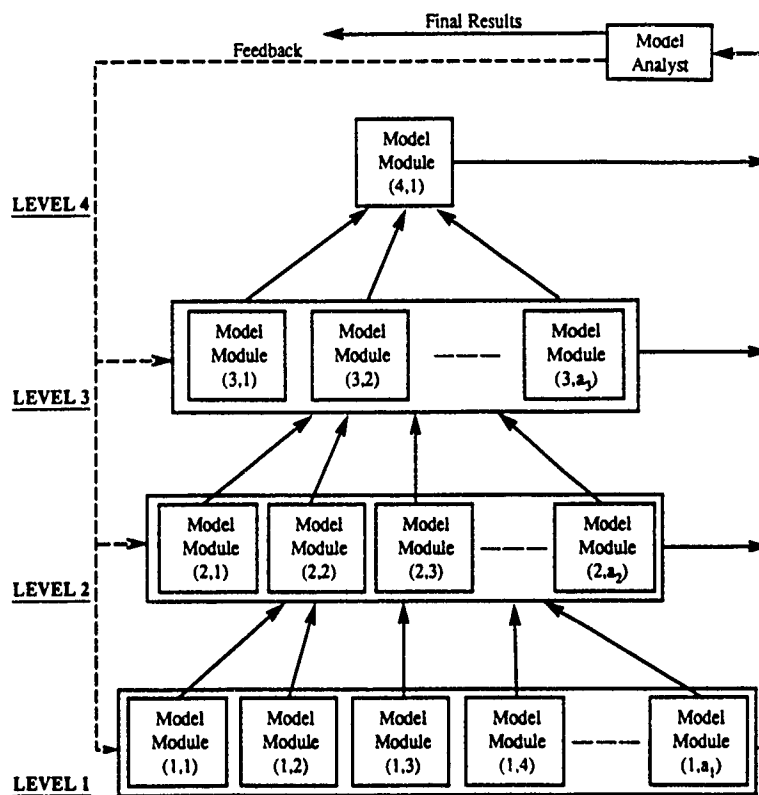 Final Results
Feedback
Model
Analyst
Model
Module
(4,1)
LEVEL 4
Model
Module
(3,1)
Model
Module
(3,2)
Model
Module
(3,a₃)
LEVEL 3
Model
Module
(2,1)
Model
Module
(2,2)
Model
Module
(2,3)
Model
Module
(2,a₂)
LEVEL 2
Model
Module
(1,1)
Model
Module
(1,2)
Model
Module
(1,3)
Model
Module
(1,4)
Model
Module
(1,a₁)
LEVEL 1